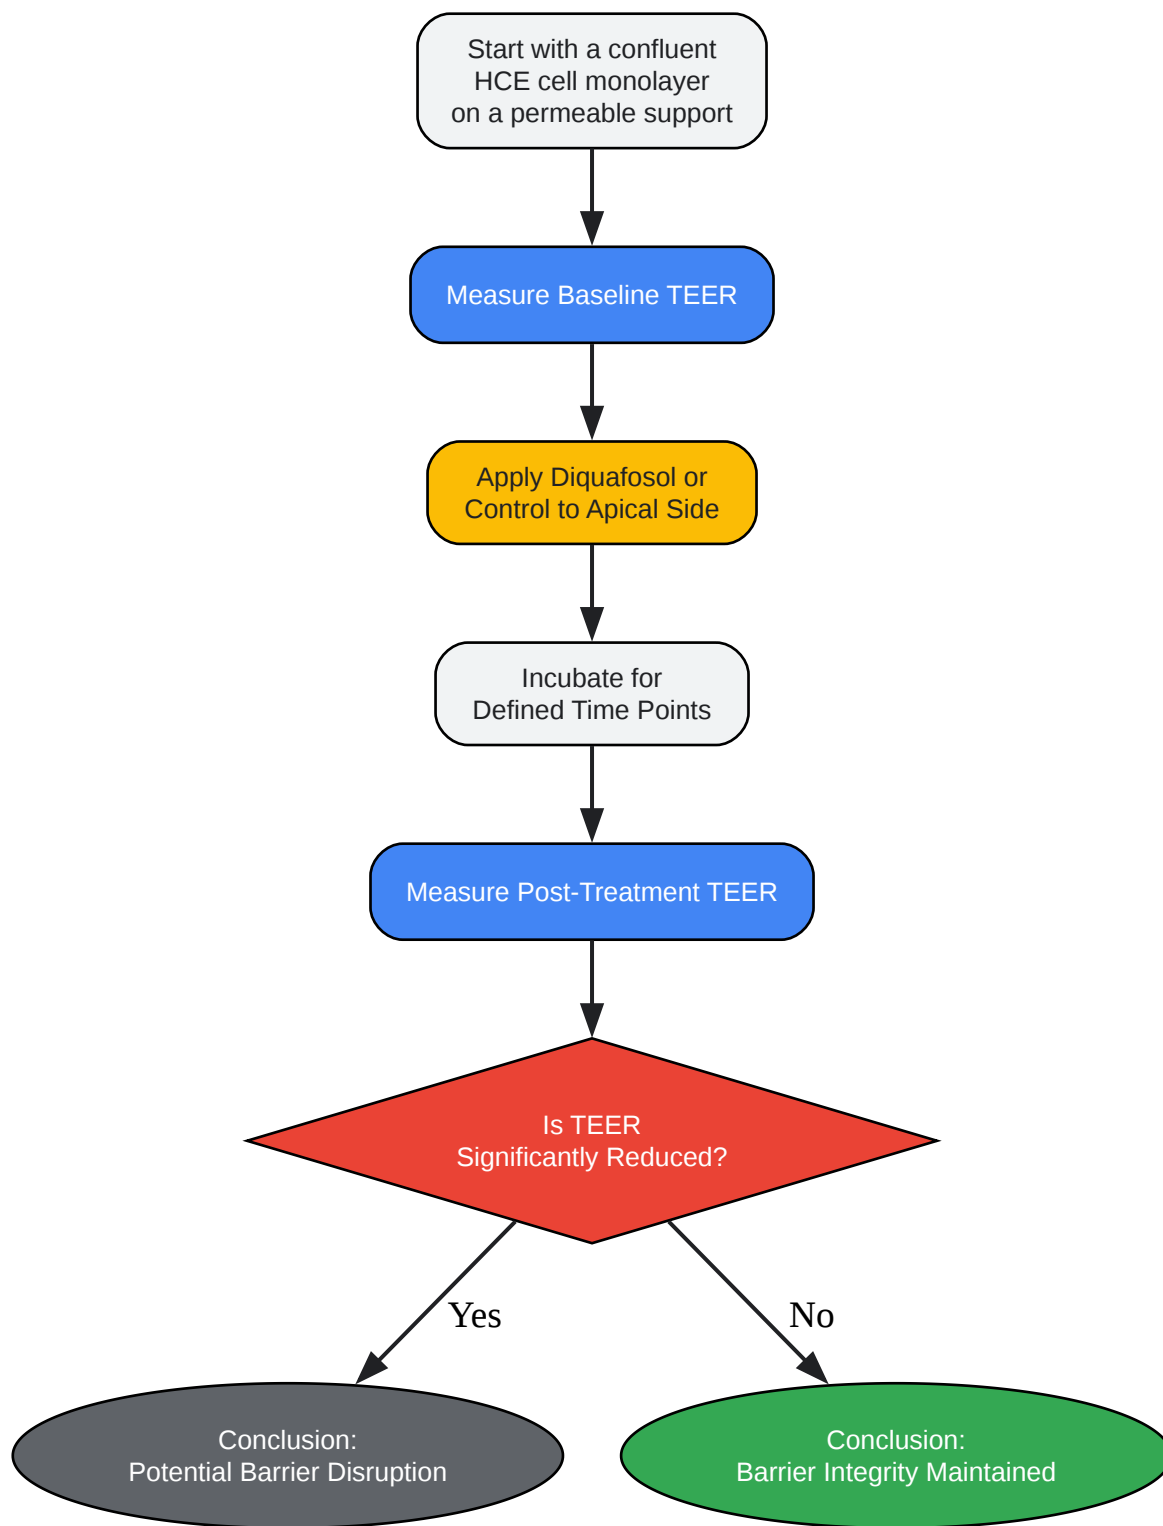 Start with a confluent
HCE cell monolayer
on a permeable support
Measure Baseline TEER
Apply Diquafosol or
Control to Apical Side
Incubate for
Defined Time Points
Measure Post-Treatment TEER
Is TEER
Significantly Reduced?
Yes
No
Conclusion:
Potential Barrier Disruption
Conclusion:
Barrier Integrity Maintained